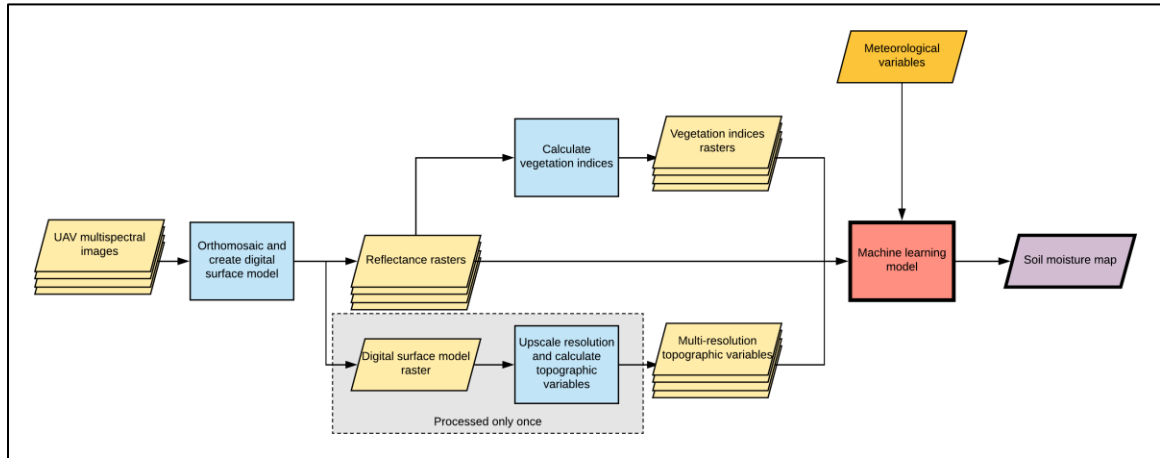 Meteorological
variables
Calculate
vegetation indices
Vegetation indices
rasters
UAV multispectral
images
Orthomosaic and
create digital
surface model
Reflectance rasters
Machine learning
model
Soil moisture map
Digital surface model
raster
Upscale resolution
and calculate
topographic
variables
Multi-resolution
topographic variables
Processed only once